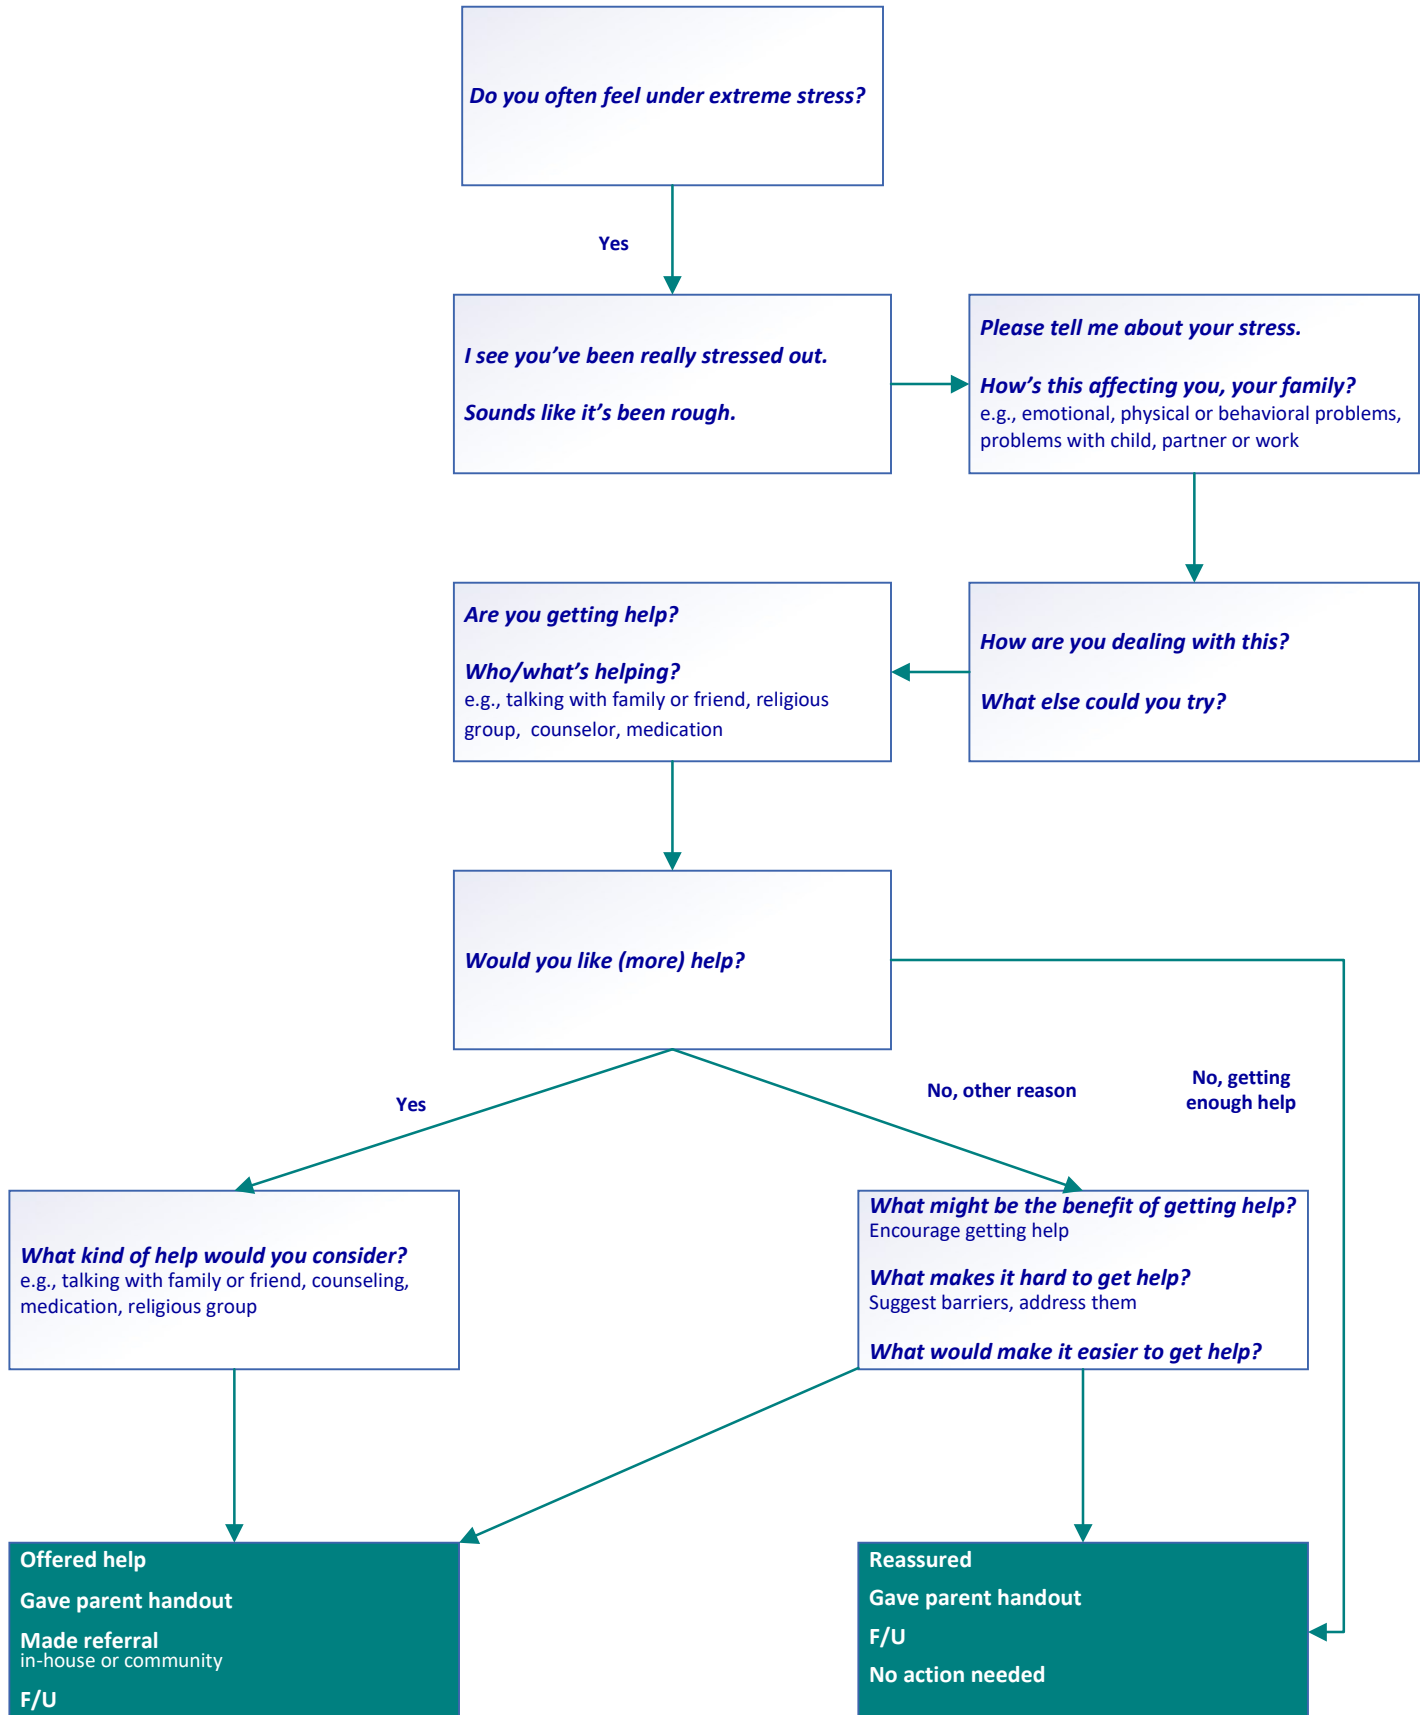 Do you often feel under extreme stress?
Yes
I see you’ve been really stressed out.
Sounds like it’s been rough.
Please tell me about your stress.
How’s this affecting you, your family?
e.g., emotional, physical or behavioral problems,
problems with child, partner or work
How are you dealing with this?
What else could you try?
Are you getting help?
Who/what’s helping?
e.g., talking with family or friend, religious
group,  counselor, medication
Would you like (more) help?
Yes
No, other reason
No, getting
enough help
What kind of help would you consider?
e.g., talking with family or friend, counseling,
medication, religious group
What might be the benefit of getting help?
Encourage getting help
What makes it hard to get help?
Suggest barriers, address them
What would make it easier to get help?
Offered help
Gave parent handout
Made referral
in-house or community
F/U
Reassured
Gave parent handout
F/U
No action needed